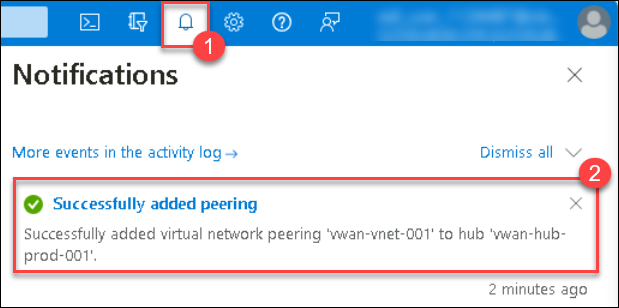 1
Notifications
More events in the activity log →
Dismiss all
2
Successfully added peering
Successfully added virtual network peering 'vwan-vnet-001' to hub 'vwan-hub-
prod-001'.
2 minutes ago